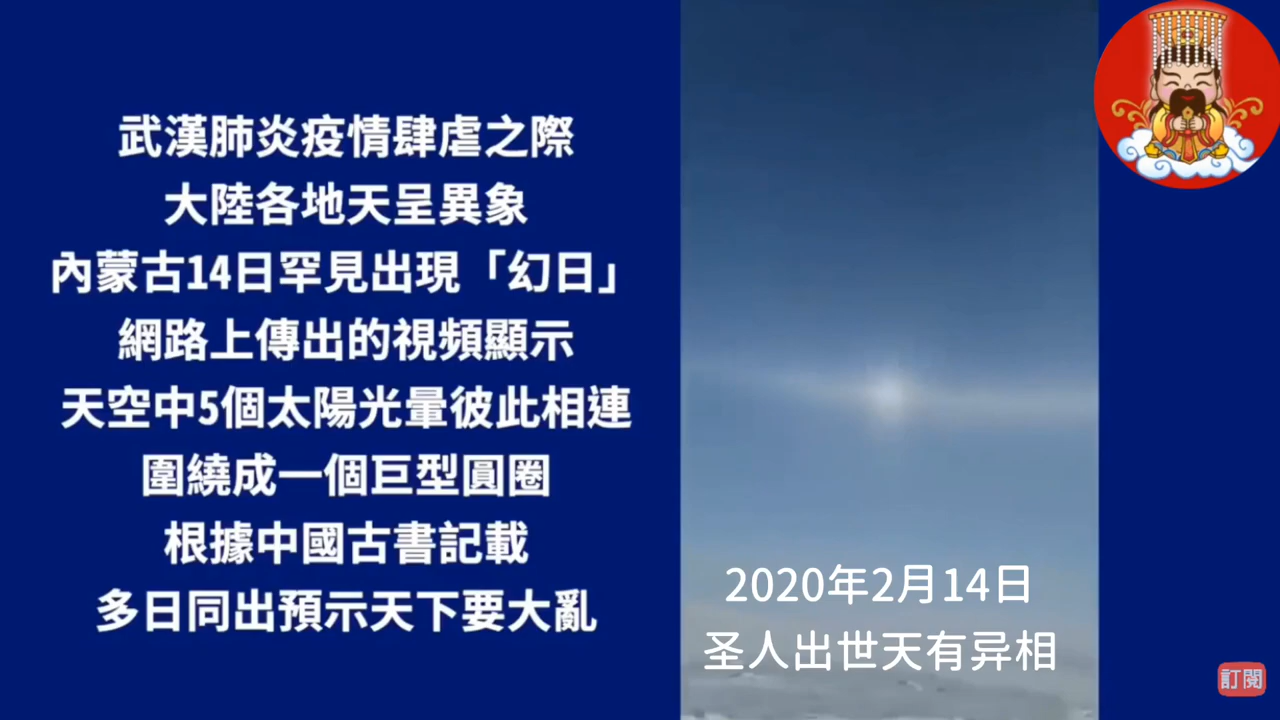 武漢肺炎疫情肆虐之際
大陸各地天呈異象
內蒙古14日罕見出現「幻日」
網路上傳出的視頻顯示
天空中5個太陽光暈彼此相連
圍繞成一個巨型圓圈
根據中國古書記載
多日同出預示天下要大亂
2020年2月14日
圣人出世天有异相
訂閱